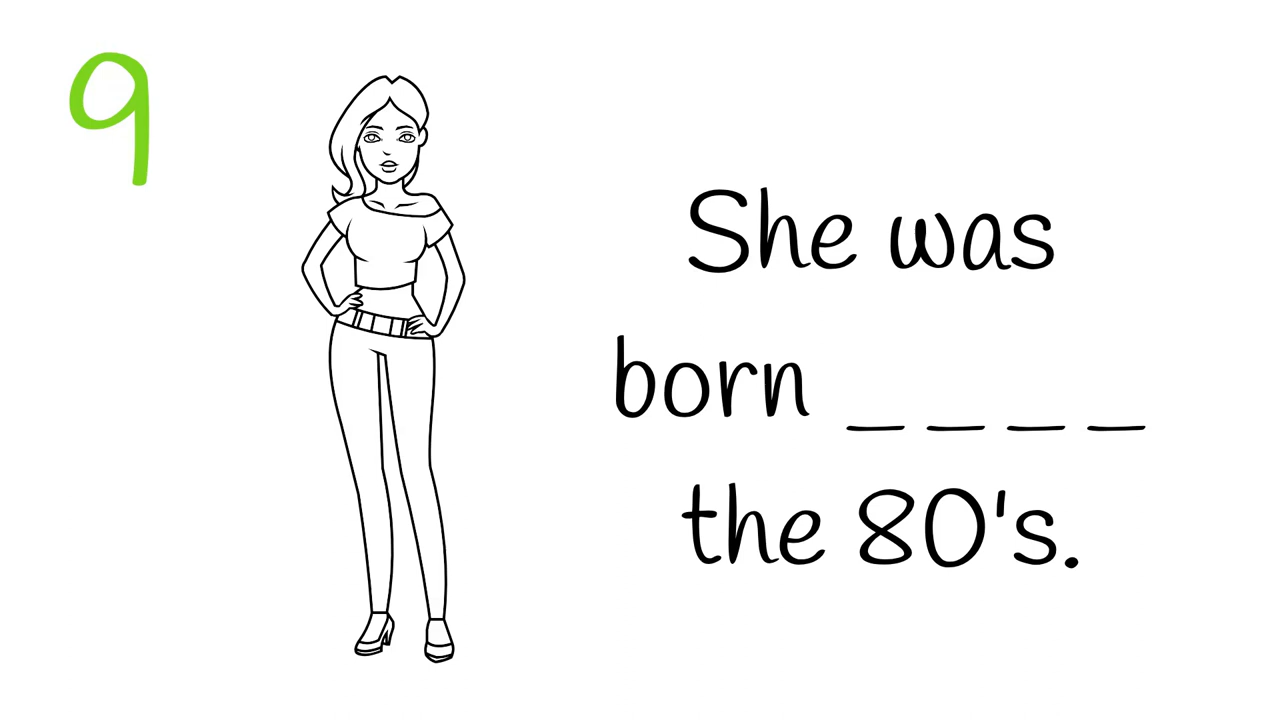 9
She was
born _ _ _ _
the 80's.